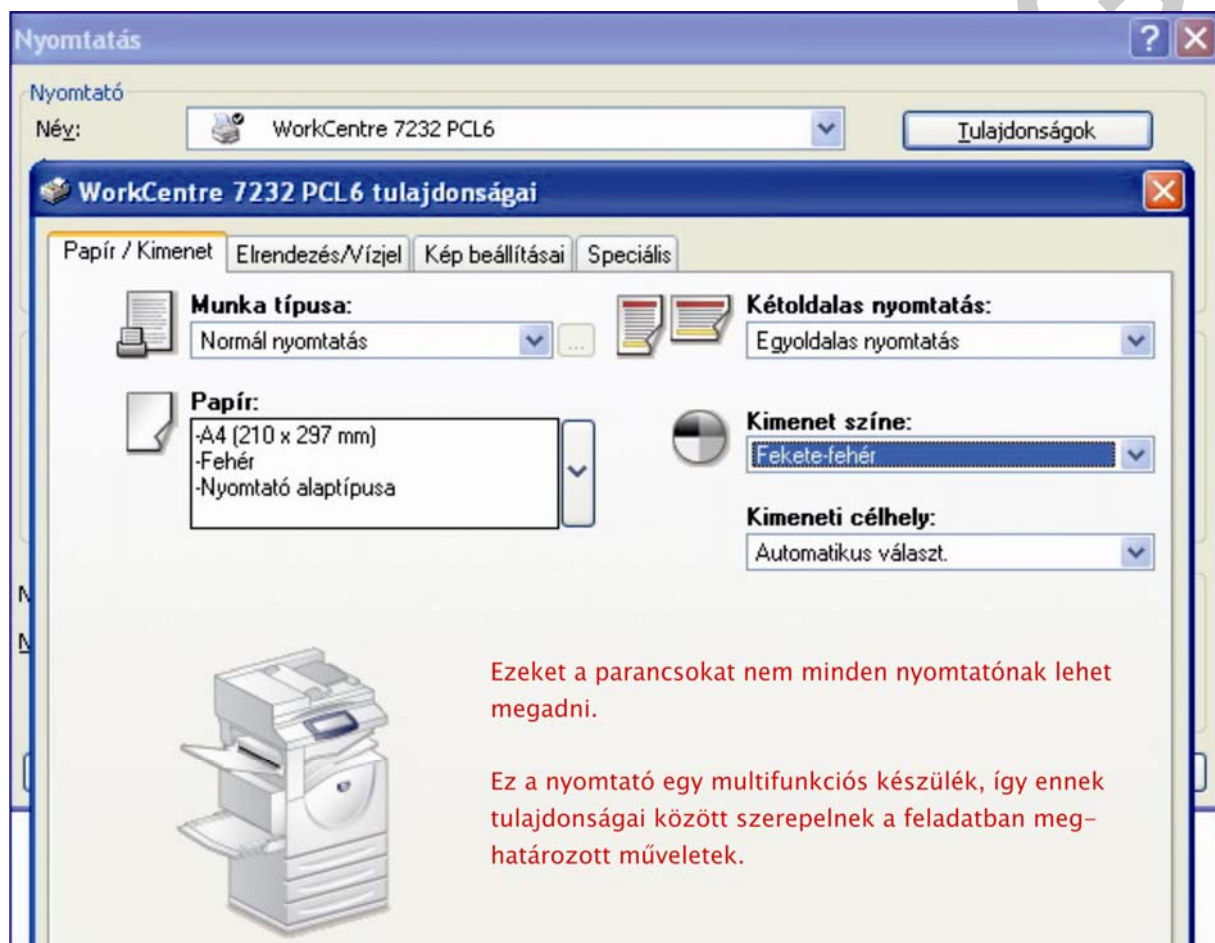 Nyomtatás
Nyomtató
Név:
WorkCentre 7232 PCL6
Tulajdonságok
WorkCentre 7232 PCL6 tulajdonságai
Papír / Kimenet
Elrendezés/Vízjel
Kép beállításai
Speciális
Munka típusa:
Normál nyomtatás
...
Kétoldalas nyomtatás:
Egyoldalas nyomtatás
Papír:
-A4 (210 x 297 mm)
-Fehér
-Nyomtató alaptípusa
Kimenet színe:
Fekete-fehér
Kimeneti célhely:
Automatikus választ.
Ezeket a parancsokat nem minden nyomtatónak lehet
megadni.
Ez a nyomtató egy multifunkciós készülék, így ennek
tulajdonságai között szerepelnek a feladatban meg-
határozott műveletek.